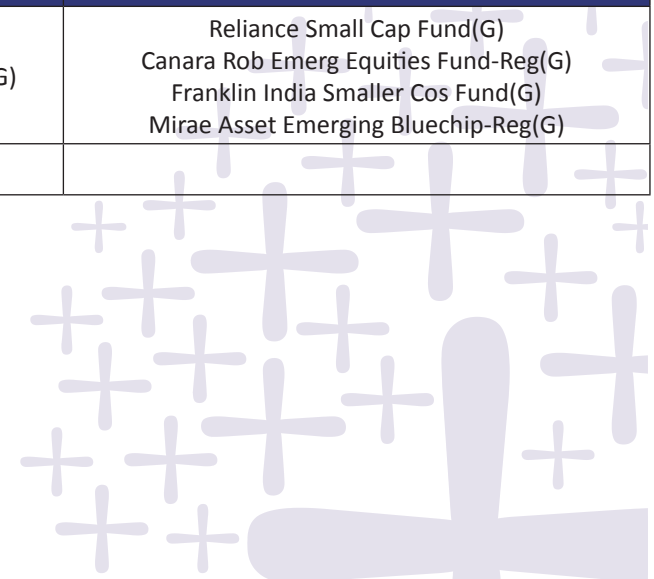 Reliance Small Cap Fund(G)
Canara Rob Emerg Equities Fund-Reg(G)
G)
Franklin India Smaller Cos Fund(G)
Mirae Asset Emerging Bluechip-Reg(G)